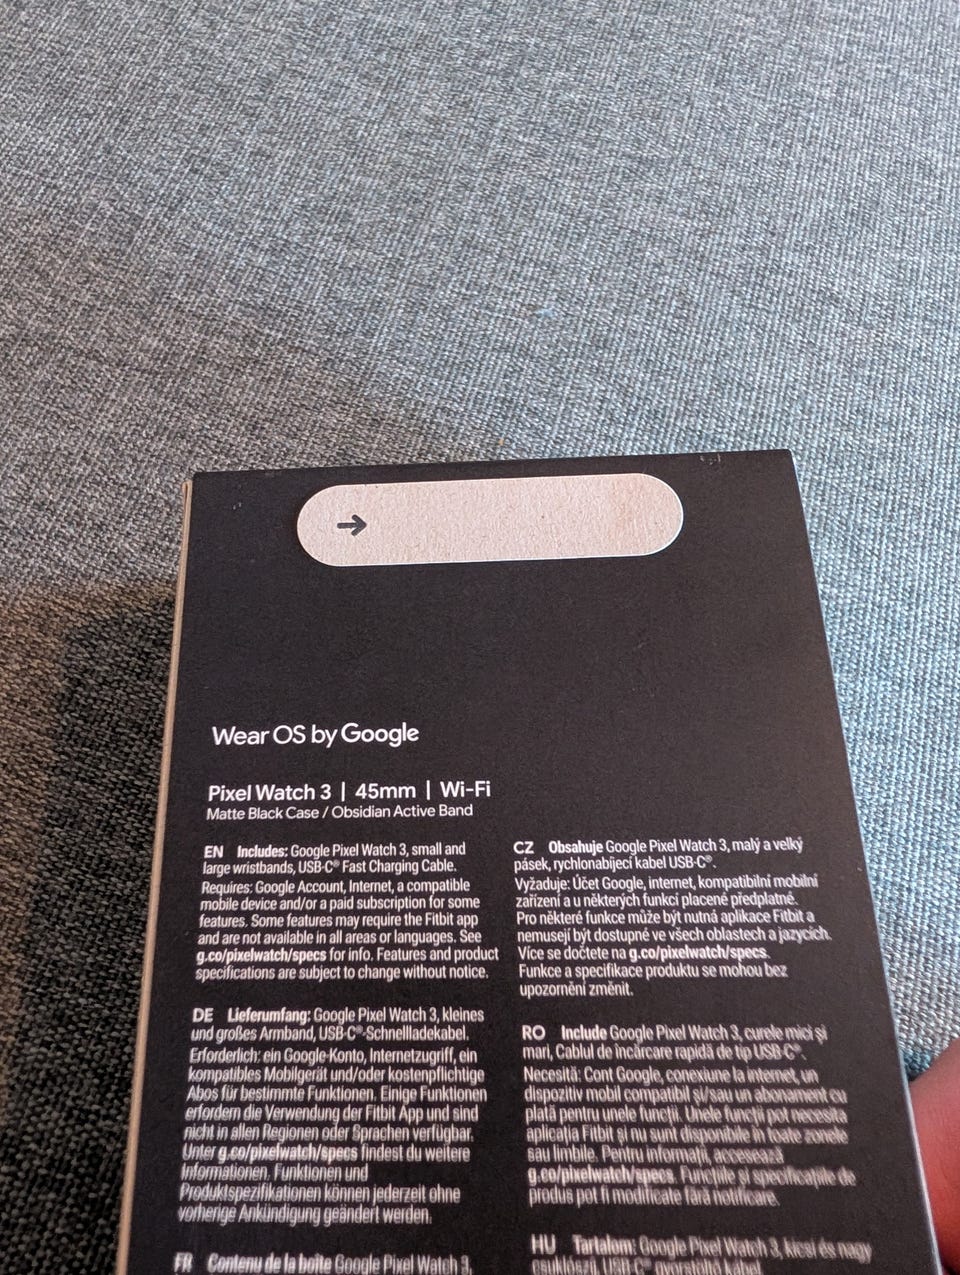 →
Wear OS by Google
Pixel Watch 3 | 45mm | Wi-Fi
Matte Black Case / Obsidian Active Band
EN Includes: Google Pixel Watch 3, small and
large wristbands, USB-C® Fast Charging Cable.
Requires: Google Account, Internet, a compatible
mobile device and/or a paid subscription for some
features. Some features may require the Fitbit app
and are not available in all areas or languages. See
g.co/pixelwatch/specs for info. Features and product
specifications are subject to change without notice.
DE Lieferumfang: Google Pixel Watch 3, kleines
und großes Armband, USB-C®-Schnellladekabel.
Erforderlich: ein Google-Konto, Internetzugriff, ein
kompatibles Mobilgerät und/oder kostenpflichtige
Abos für bestimmte Funktionen. Einige Funktionen
erfordern die Verwendung der Fitbit App und sind
nicht in allen Regionen oder Sprachen verfügbar.
Unter g.co/pixelwatch/specs findest du weitere
Informationen. Funktionen und
Produktspezifikationen können jederzeit ohne
vorherige Ankündigung geändert werden.
FR Contenu de la boîte Google Pixel Watch 3,
CZ Obsahuje Google Pixel Watch 3, malý a velký
pásek, rychlonabíjecí kabel USB-C®.
Vyžaduje: Účet Google, internet, kompatibilní mobilní
zařízení a u některých funkcí placené předplatné.
Pro některé funkce může být nutná aplikace Fitbit a
nemusejí být dostupné ve všech oblastech a jazycích.
Více se dočtete na g.co/pixelwatch/specs.
Funkce a specifikace produktu se mohou bez
upozornění změnit.
RO Include Google Pixel Watch 3, curele mici și
mari, Cablul de încărcare rapidă de tip USB-C®.
Necesită: Cont Google, conexiune la internet, un
dispozitiv mobil compatibil și/sau un abonament cu
plată pentru unele funcții. Unele funcții pot necesita
aplicația Fitbit și nu sunt disponibile în toate zonele
sau limbile. Pentru informații, accesează
g.co/pixelwatch/specs. Funcțiile și specificațiile de
produs pot fi modificate fără notificare.
HU Tartalom: Google Pixel Watch 3, kicsi és nagy
csuklószíj, USB-C® gyorstöltő kábel.